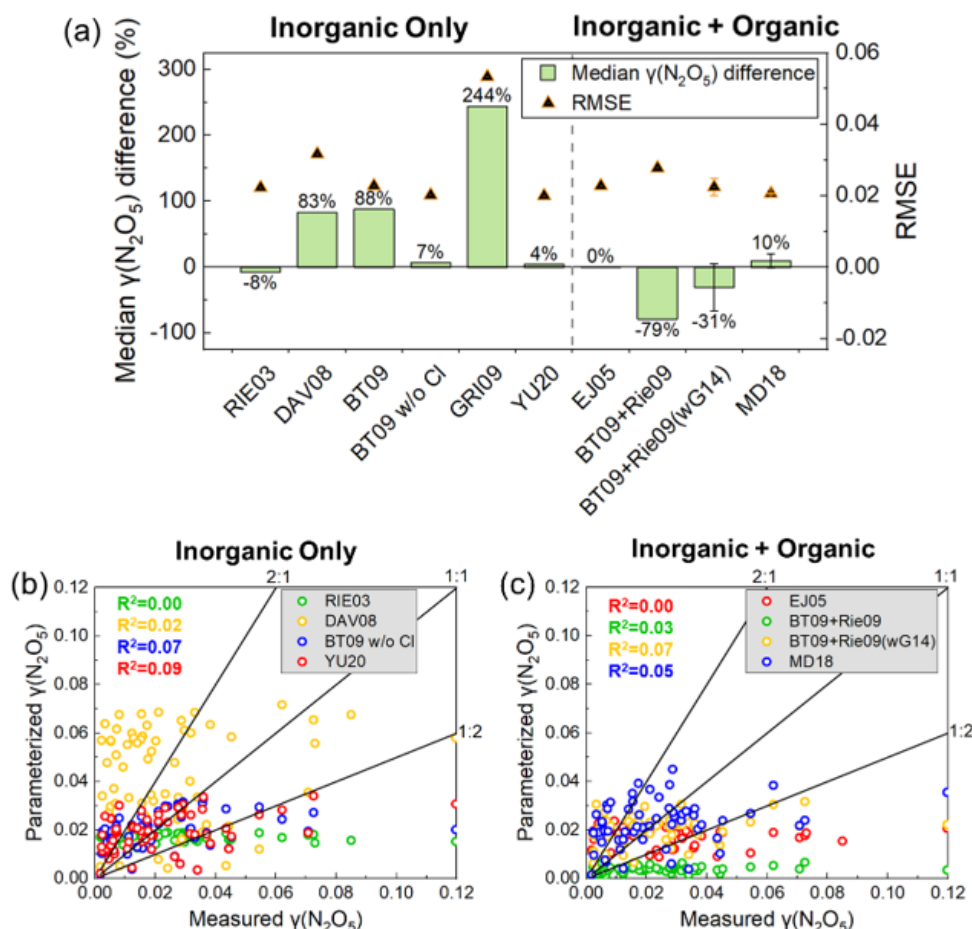 (a)
Inorganic Only
Inorganic + Organic
Median γ(N₂O₅) difference (%)
300
200
100
0
-100
0.06
0.04
0.02
0.00
-0.02
RMSE
Median γ(N₂O₅) difference
RMSE
-8%
83%
88%
7%
244%
4%
0%
-79%
-31%
10%
RIE03
DAV08
BT09
BT09 w/o Cl
GRI09
YU20
EJ05
BT09+Rie09
BT09+Rie09(wG14)
MD18
(b)
Inorganic Only
2:1
1:1
1:2
R²=0.00
R²=0.02
R²=0.07
R²=0.09
RIE03
DAV08
BT09 w/o Cl
YU20
Parameterized γ(N₂O₅)
0.12
0.10
0.08
0.06
0.04
0.02
0.00
0.00
0.02
0.04
0.06
0.08
0.10
0.12
Measured γ(N₂O₅)
(c)
Inorganic + Organic
2:1
1:1
1:2
R²=0.00
R²=0.03
R²=0.07
R²=0.05
EJ05
BT09+Rie09
BT09+Rie09(wG14)
MD18
Parameterized γ(N₂O₅)
0.12
0.10
0.08
0.06
0.04
0.02
0.00
0.00
0.02
0.04
0.06
0.08
0.10
0.12
Measured γ(N₂O₅)